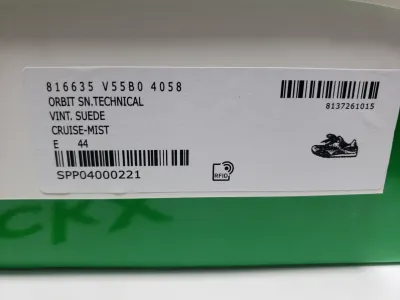 816635 V55B0 4058
ORBIT SN.TECHNICAL
VINT. SUEDE
CRUISE-MIST
E 44
SPP04000221
8137261015
RFID